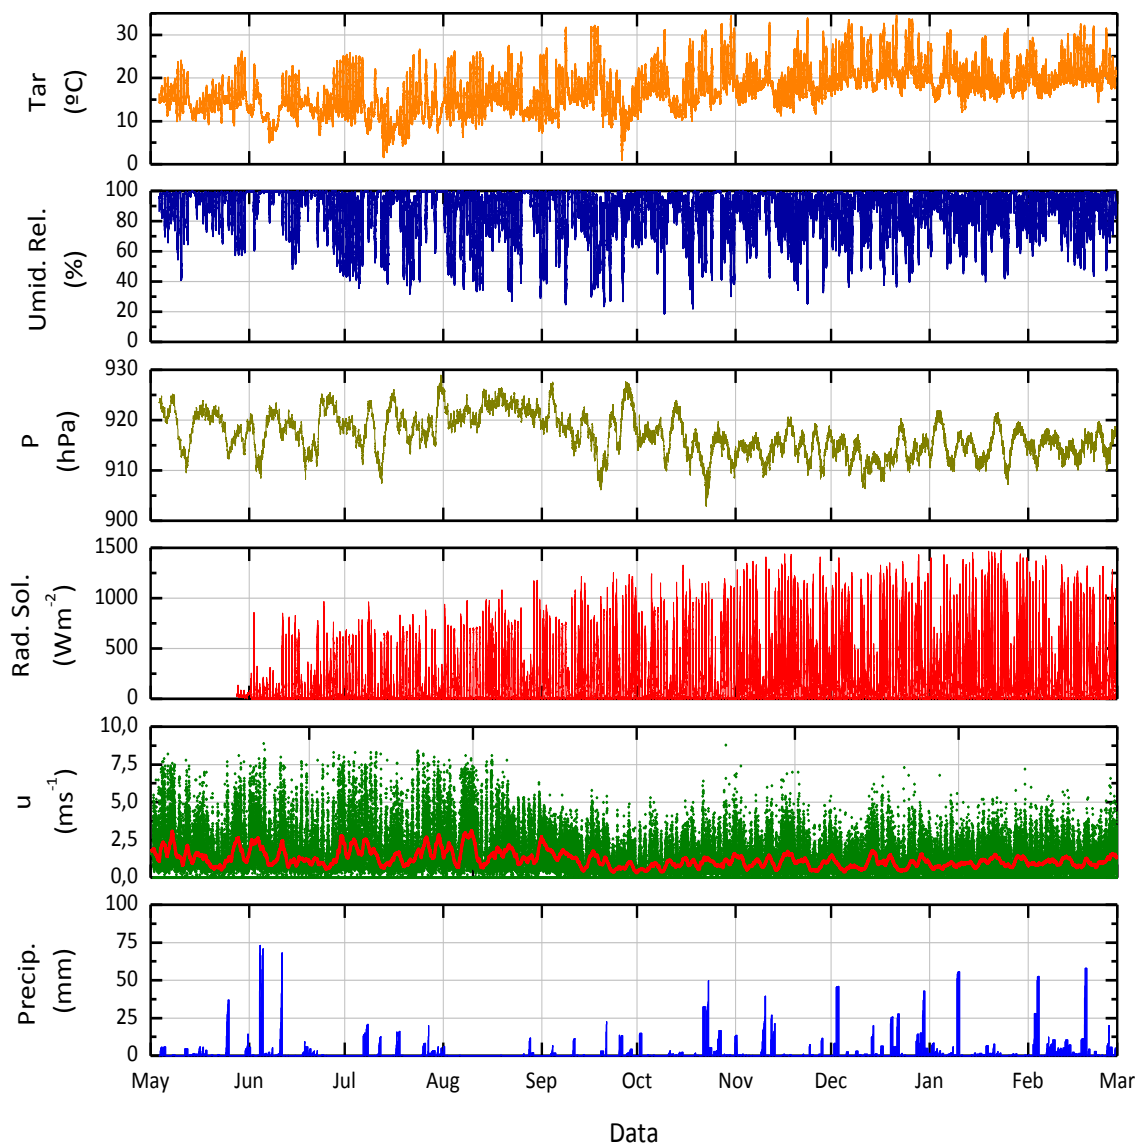 Tar
(ºC)
30
20
10
0
Umid. Rel.
(%)
100
80
60
40
20
0
P
(hPa)
930
920
910
900
Rad. Sol.
(Wm⁻²)
1500
1000
500
0
u
(ms⁻¹)
10,0
7,5
5,0
2,5
0,0
Precip.
(mm)
100
75
50
25
0
May Jun Jul Aug Sep Oct Nov Dec Jan Feb Mar
Data